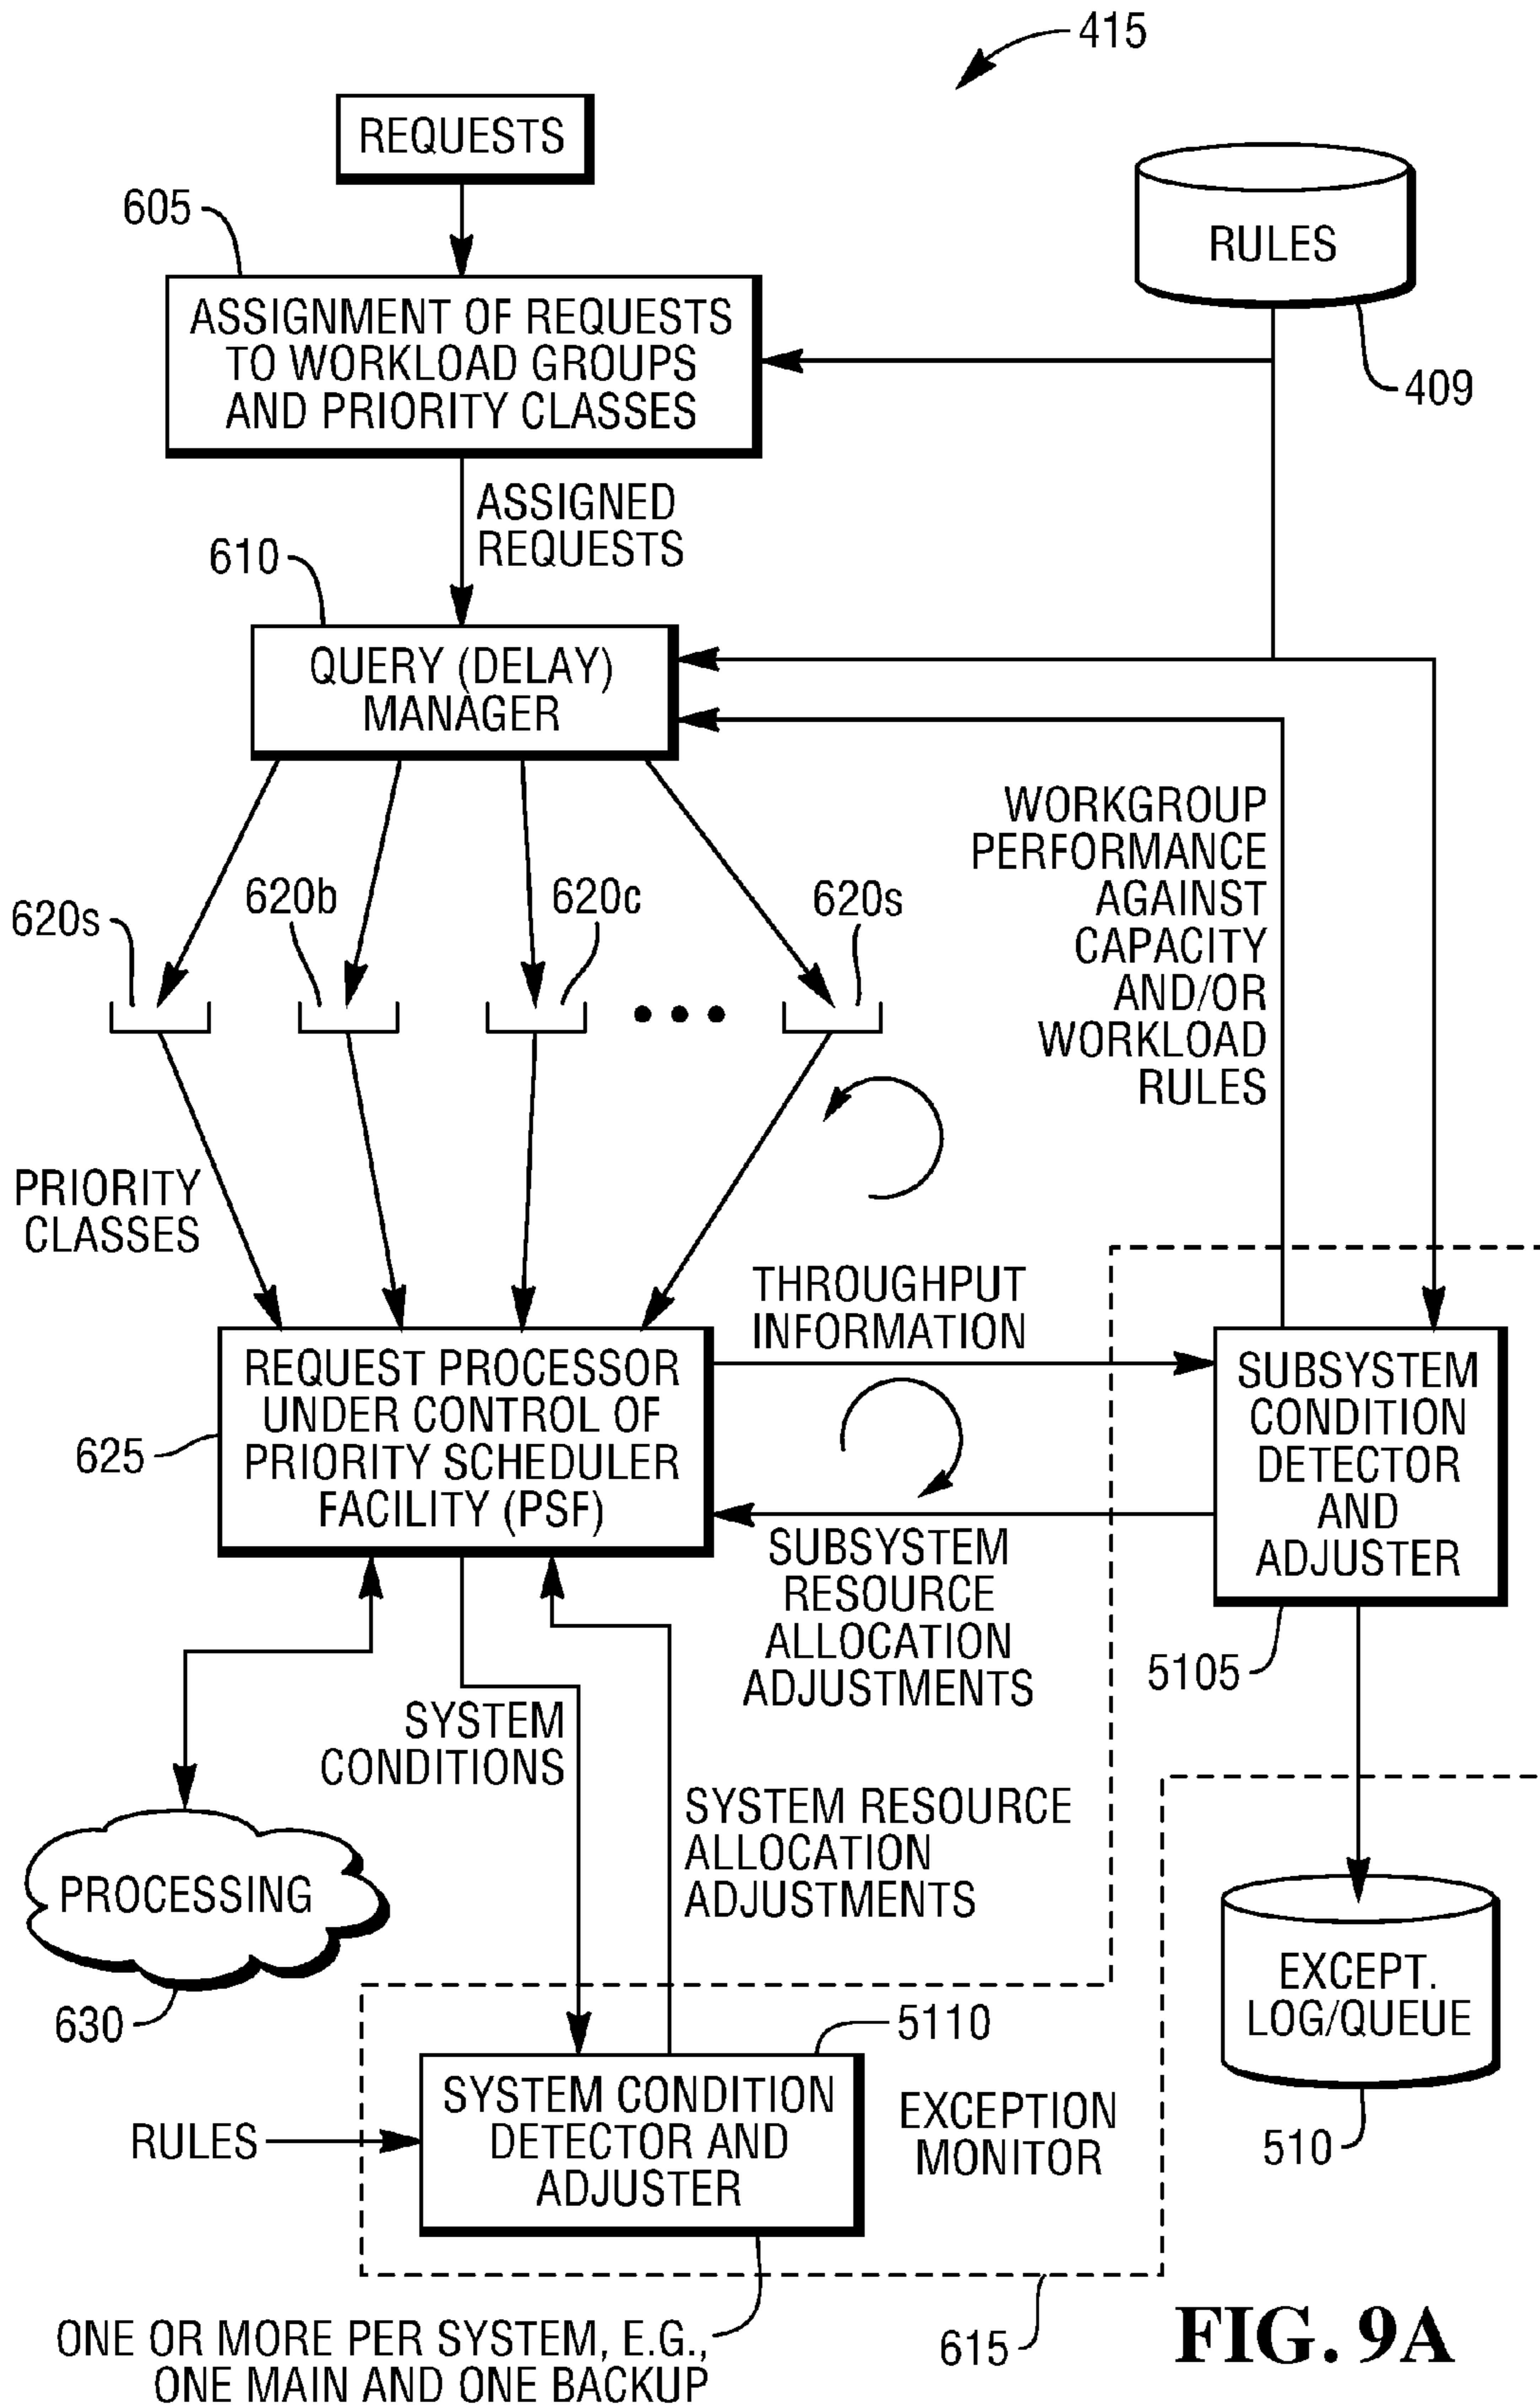 415
REQUESTS
605
RULES
ASSIGNMENT OF REQUESTS
TO WORKLOAD GROUPS
AND PRIORITY CLASSES
409
ASSIGNED
REQUESTS
610
QUERY (DELAY)
MANAGER
WORKGROUP
PERFORMANCE
AGAINST
CAPACITY
AND/OR
WORKLOAD
RULES
620s
620b
620c
620s
PRIORITY
CLASSES
THROUGHPUT
INFORMATION
REQUEST PROCESSOR
UNDER CONTROL OF
PRIORITY SCHEDULER
FACILITY (PSF)
625
SUBSYSTEM
CONDITION
DETECTOR
AND
ADJUSTER
SUBSYSTEM
RESOURCE
ALLOCATION
ADJUSTMENTS
5105
SYSTEM
CONDITIONS
SYSTEM RESOURCE
ALLOCATION
ADJUSTMENTS
PROCESSING
630
EXCEPT.
LOG/QUEUE
510
5110
SYSTEM CONDITION
DETECTOR AND
ADJUSTER
RULES
EXCEPTION
MONITOR
ONE OR MORE PER SYSTEM, E.G.,
ONE MAIN AND ONE BACKUP
615
FIG. 9A